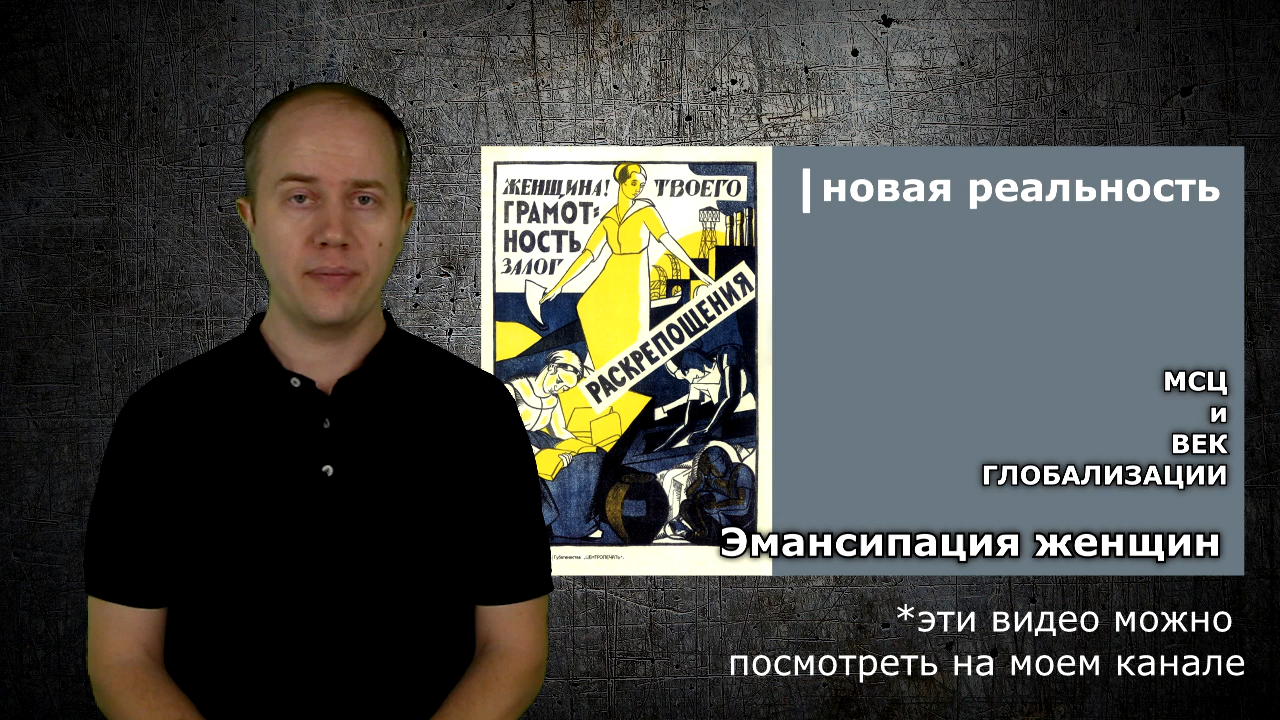 ЖЕНЩИНА! ТВОЕГО
ГРАМОТ-
НОСТЬ
ЗАЛОГ
РАСКРЕПОЩЕНИЯ
|новая реальность
МСЦ
и
ВЕК
ГЛОБАЛИЗАЦИИ
Эмансипация женщин
*эти видео можно
посмотреть на моем канале